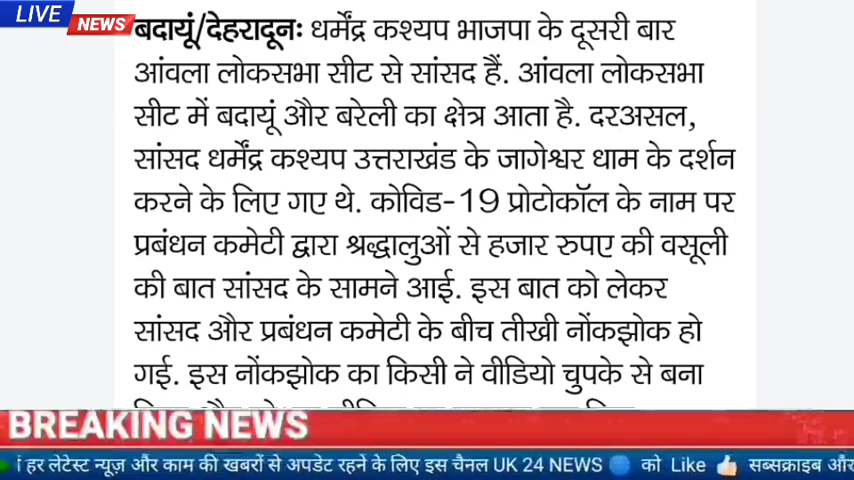 LIVE
NEWS
बदायूं/देहरादूनः धर्मेंद्र कश्यप भाजपा के दूसरी बार
आंवला लोकसभा सीट से सांसद हैं. आंवला लोकसभा
सीट में बदायूं और बरेली का क्षेत्र आता है. दरअसल,
सांसद धर्मेंद्र कश्यप उत्तराखंड के जागेश्वर धाम के दर्शन
करने के लिए गए थे. कोविड-19 प्रोटोकॉल के नाम पर
प्रबंधन कमेटी द्वारा श्रद्धालुओं से हजार रुपए की वसूली
की बात सांसद के सामने आई. इस बात को लेकर
सांसद और प्रबंधन कमेटी के बीच तीखी नोंकझोक हो
गई. इस नोंकझोक का किसी ने वीडियो चुपके से बना
BREAKING NEWS
हर लेटेस्ट न्यूज़ और काम की खबरों से अपडेट रहने के लिए इस चैनल UK 24 NEWS 🔵 को Like 👍🏻 सब्सक्राइब और